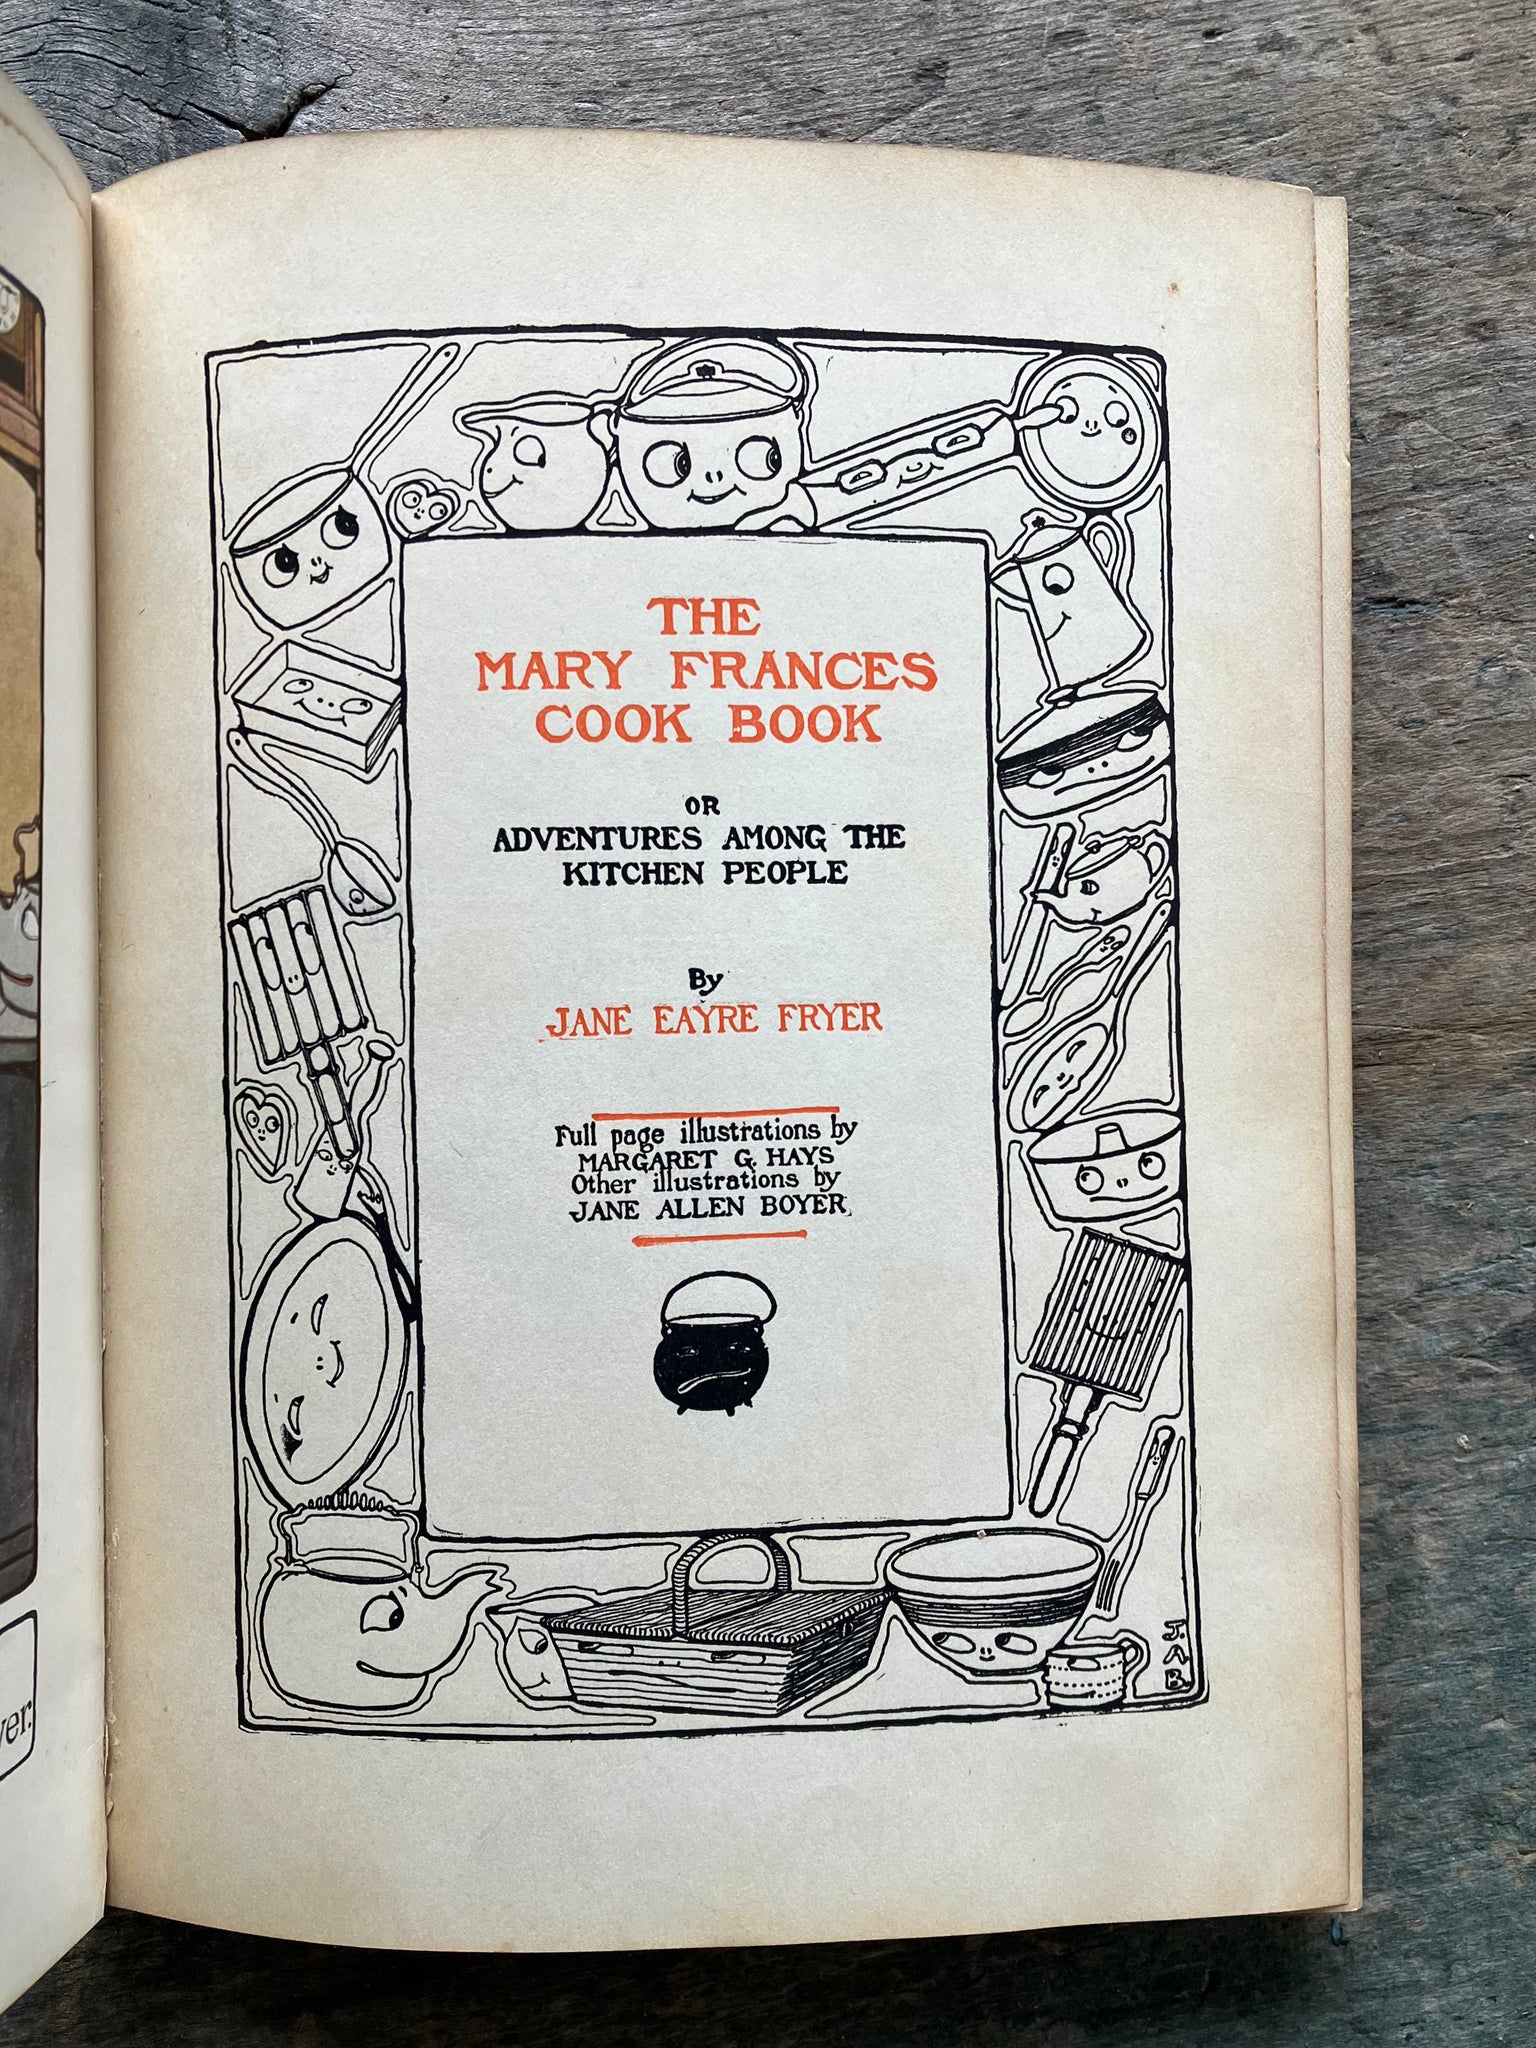 THE
MARY FRANCES
COOK BOOK
OR
ADVENTURES AMONG THE
KITCHEN PEOPLE
By
JANE EAYRE FRYER
Full page illustrations by
MARGARET G. HAYS
Other illustrations by
JANE ALLEN BOYER
J.
A.
B.
ver.